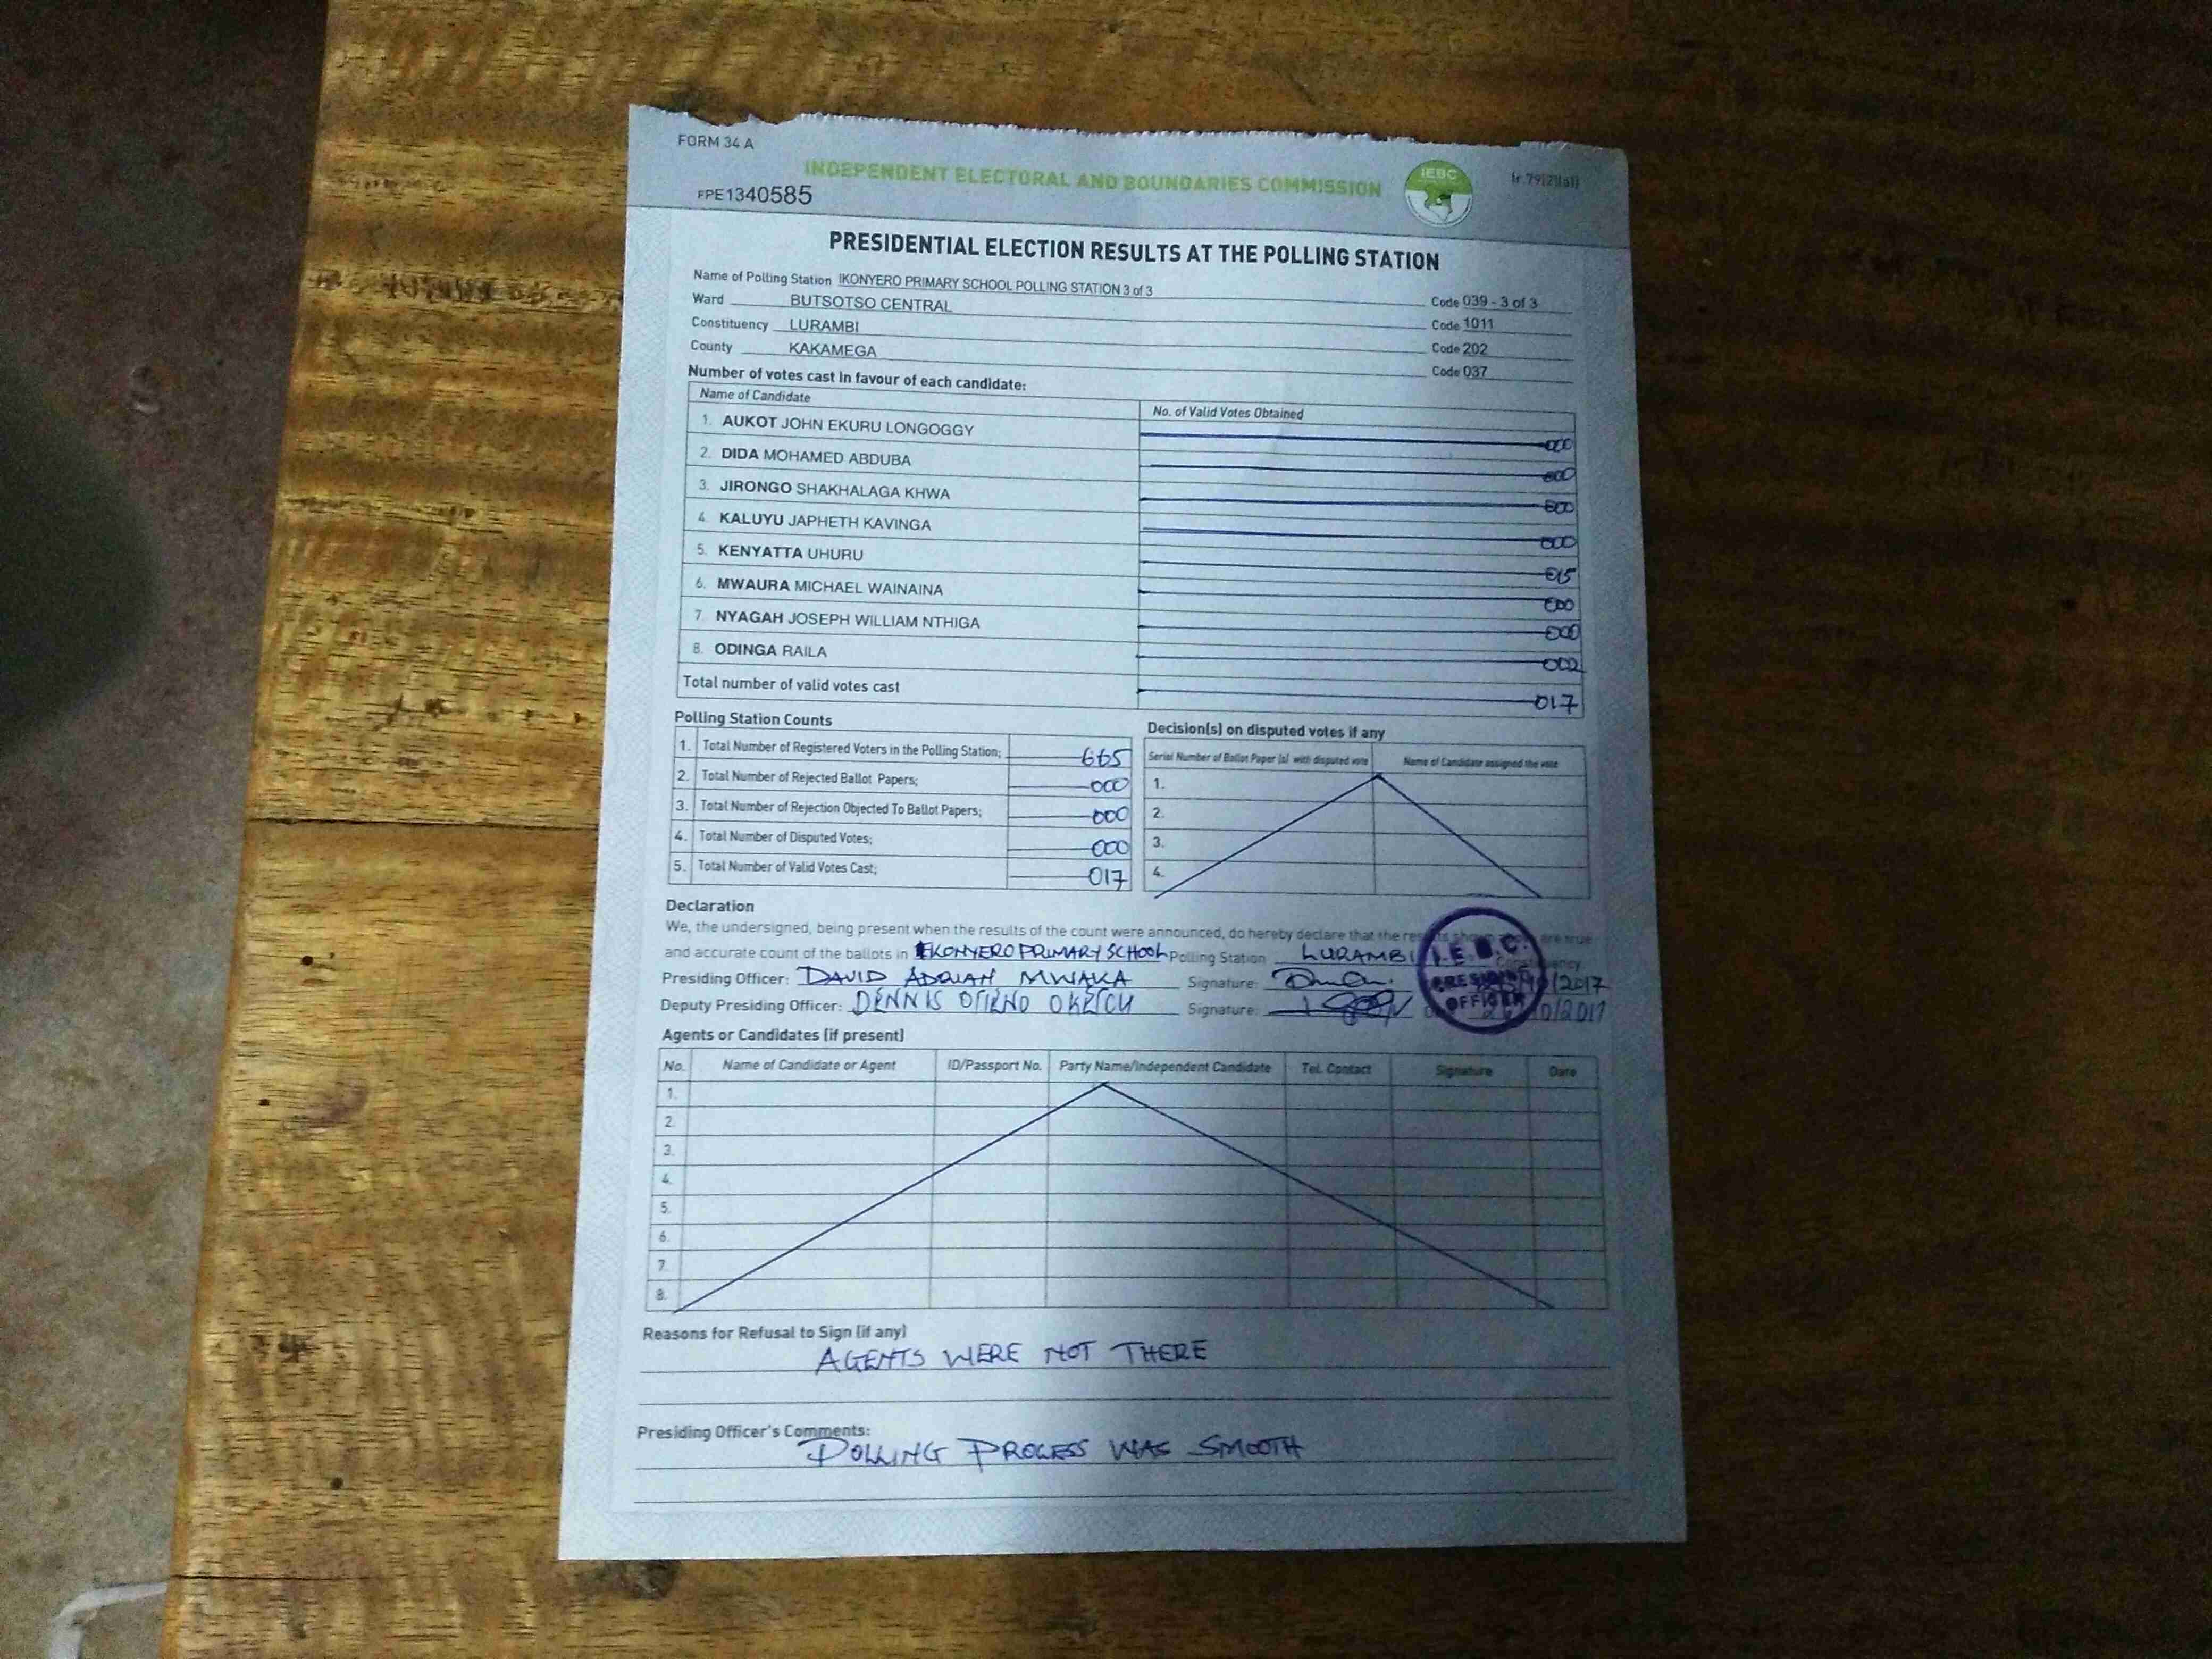 FORM 34 A
INDEPENDENT ELECTORAL AND BOUNDARIES COMMISSION
IEBC
FPE1340585
PRESIDENTIAL ELECTION RESULTS AT THE POLLING STATION
Name of Polling Station IKONYERO PRIMARY SCHOOL POLLING STATION 3 of 3 Code 039 - 3 of 3
Ward BUTSOTSO CENTRAL Code 1011
Constituency LURAMBI Code 202
County KAKAMEGA Code 037
Number of votes cast in favour of each candidate:
Name of Candidate No. of Valid Votes Obtained
1. AUKOT JOHN EKURU LONGOGGY 000
2. DIDA MOHAMED ABDUBA 000
3. JIRONGO SHAKHALAGA KHWA 000
4. KALUYU JAPHETH KAVINGA 000
5. KENYATTA UHURU 015
6. MWAURA MICHAEL WAINAINA 000
7. NYAGAH JOSEPH WILLIAM NTHIGA 000
8. ODINGA RAILA 002
Total number of valid votes cast 017
Polling Station Counts
1. Total Number of Registered Voters in the Polling Station; 665
2. Total Number of Rejected Ballot Papers; 000
3. Total Number of Rejection Objected To Ballot Papers; 000
4. Total Number of Disputed Votes; 000
5. Total Number of Valid Votes Cast; 017
Decision(s) on disputed votes if any
Serial Number of Ballot Paper (s) with disputed vote Name of Candidate assigned the vote
1.
2.
3.
4.
Declaration
We, the undersigned, being present when the results of the count were announced, do hereby declare that the are true
and accurate count of the ballots in IKONYERO PRIMARY SCHOOL Polling Station LURAMBI
Presiding Officer: DAVID ADRIAH MWAKA Signature: /2017
Deputy Presiding Officer: DENNIS OTIENO OKETCH Signature: 0/2017
I.E.B.C.
PRESIDING
OFFICER
Agents or Candidates (if present)
No. Name of Candidate or Agent ID/Passport No. Party Name/Independent Candidate Tel. Contact Signature Date
1.
2.
3.
4.
5.
6.
7.
8.
Reasons for Refusal to Sign (if any)
AGENTS WERE NOT THERE
Presiding Officer's Comments:
POLLING PROCESS WAS SMOOTH